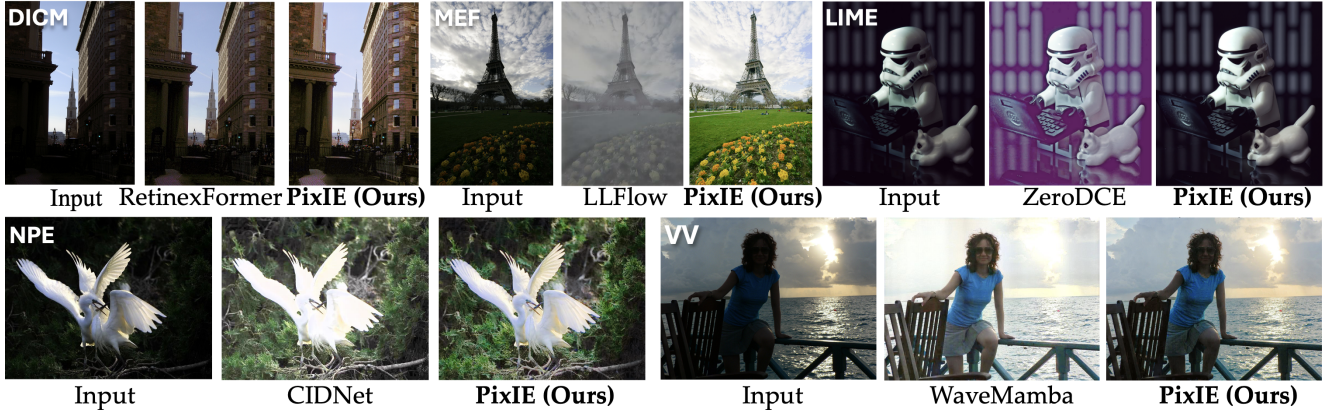 DICM
MEF
LIME
Input RetinexFormer PixIE (Ours) Input LLFlow PixIE (Ours) Input ZeroDCE PixIE (Ours)
NPE
VV
Input CIDNet PixIE (Ours) Input WaveMamba PixIE (Ours)